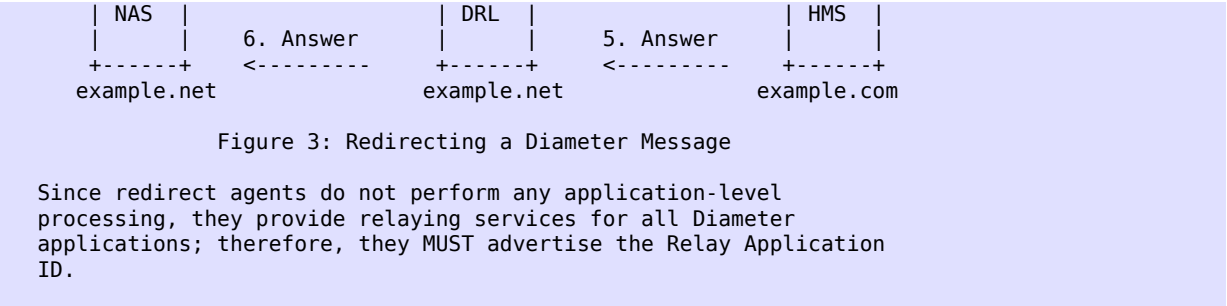 | NAS  |                    | DRL  |                    | HMS  |
|      |    6. Answer       |      |     5. Answer      |      |
+------+    <---------     +------+     <---------    +------+
example.net                example.net                example.com
Figure 3: Redirecting a Diameter Message
Since redirect agents do not perform any application-level
processing, they provide relaying services for all Diameter
applications; therefore, they MUST advertise the Relay Application
ID.